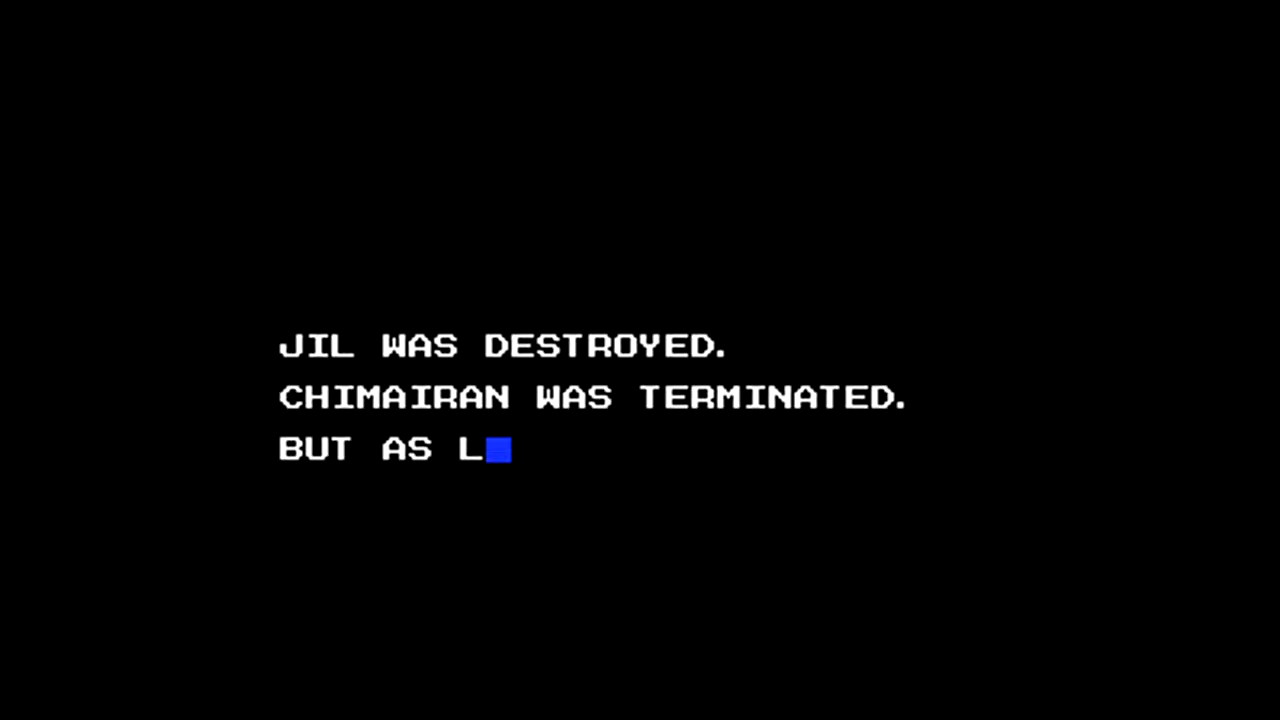 JIL WAS DESTROYED.
CHIMAIRAN WAS TERMINATED.
BUT AS L